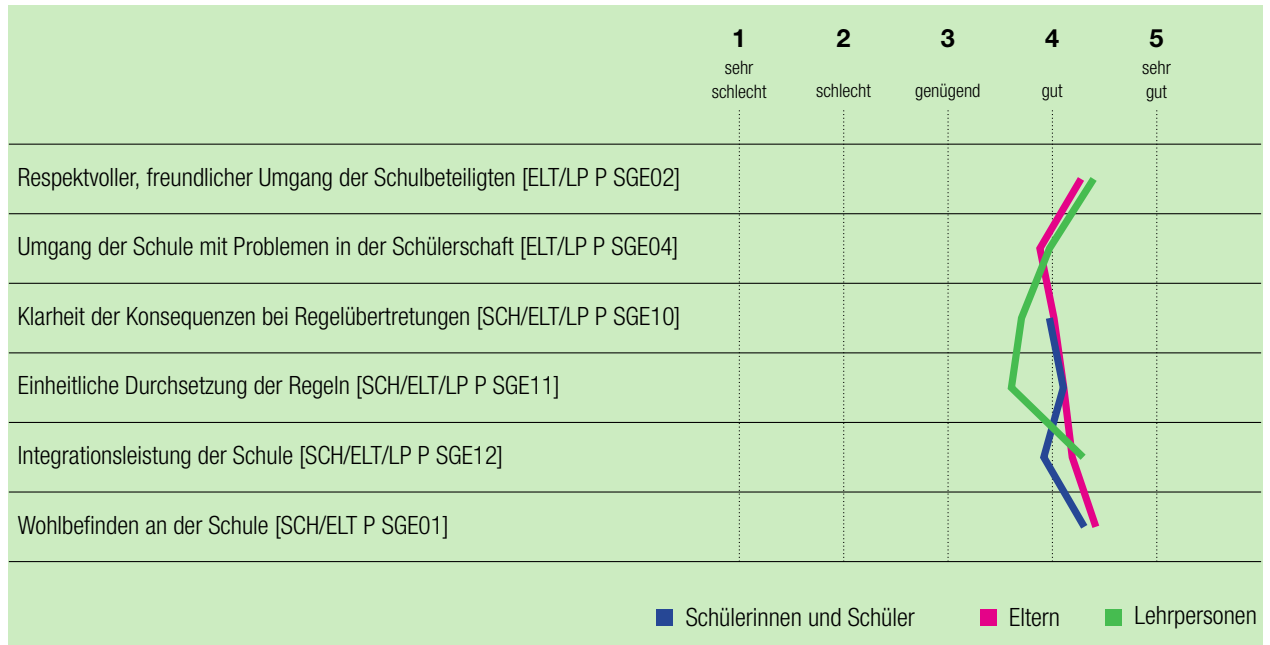 1 2 3 4 5
sehr schlecht schlecht genügend gut sehr gut
Respektvoller, freundlicher Umgang der Schulbeteiligten [ELT/LP P SGE02]
Umgang der Schule mit Problemen in der Schülerschaft [ELT/LP P SGE04]
Klarheit der Konsequenzen bei Regelübertretungen [SCH/ELT/LP P SGE10]
Einheitliche Durchsetzung der Regeln [SCH/ELT/LP P SGE11]
Integrationsleistung der Schule [SCH/ELT/LP P SGE12]
Wohlbefinden an der Schule [SCH/ELT P SGE01]
Schülerinnen und Schüler Eltern Lehrpersonen